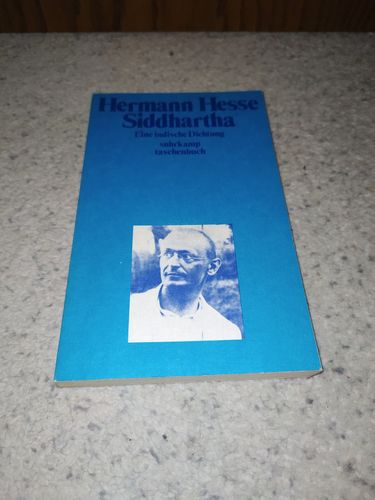 Hermann Hesse
Siddhartha
Eine indische Dichtung
suhrkamp
taschenbuch